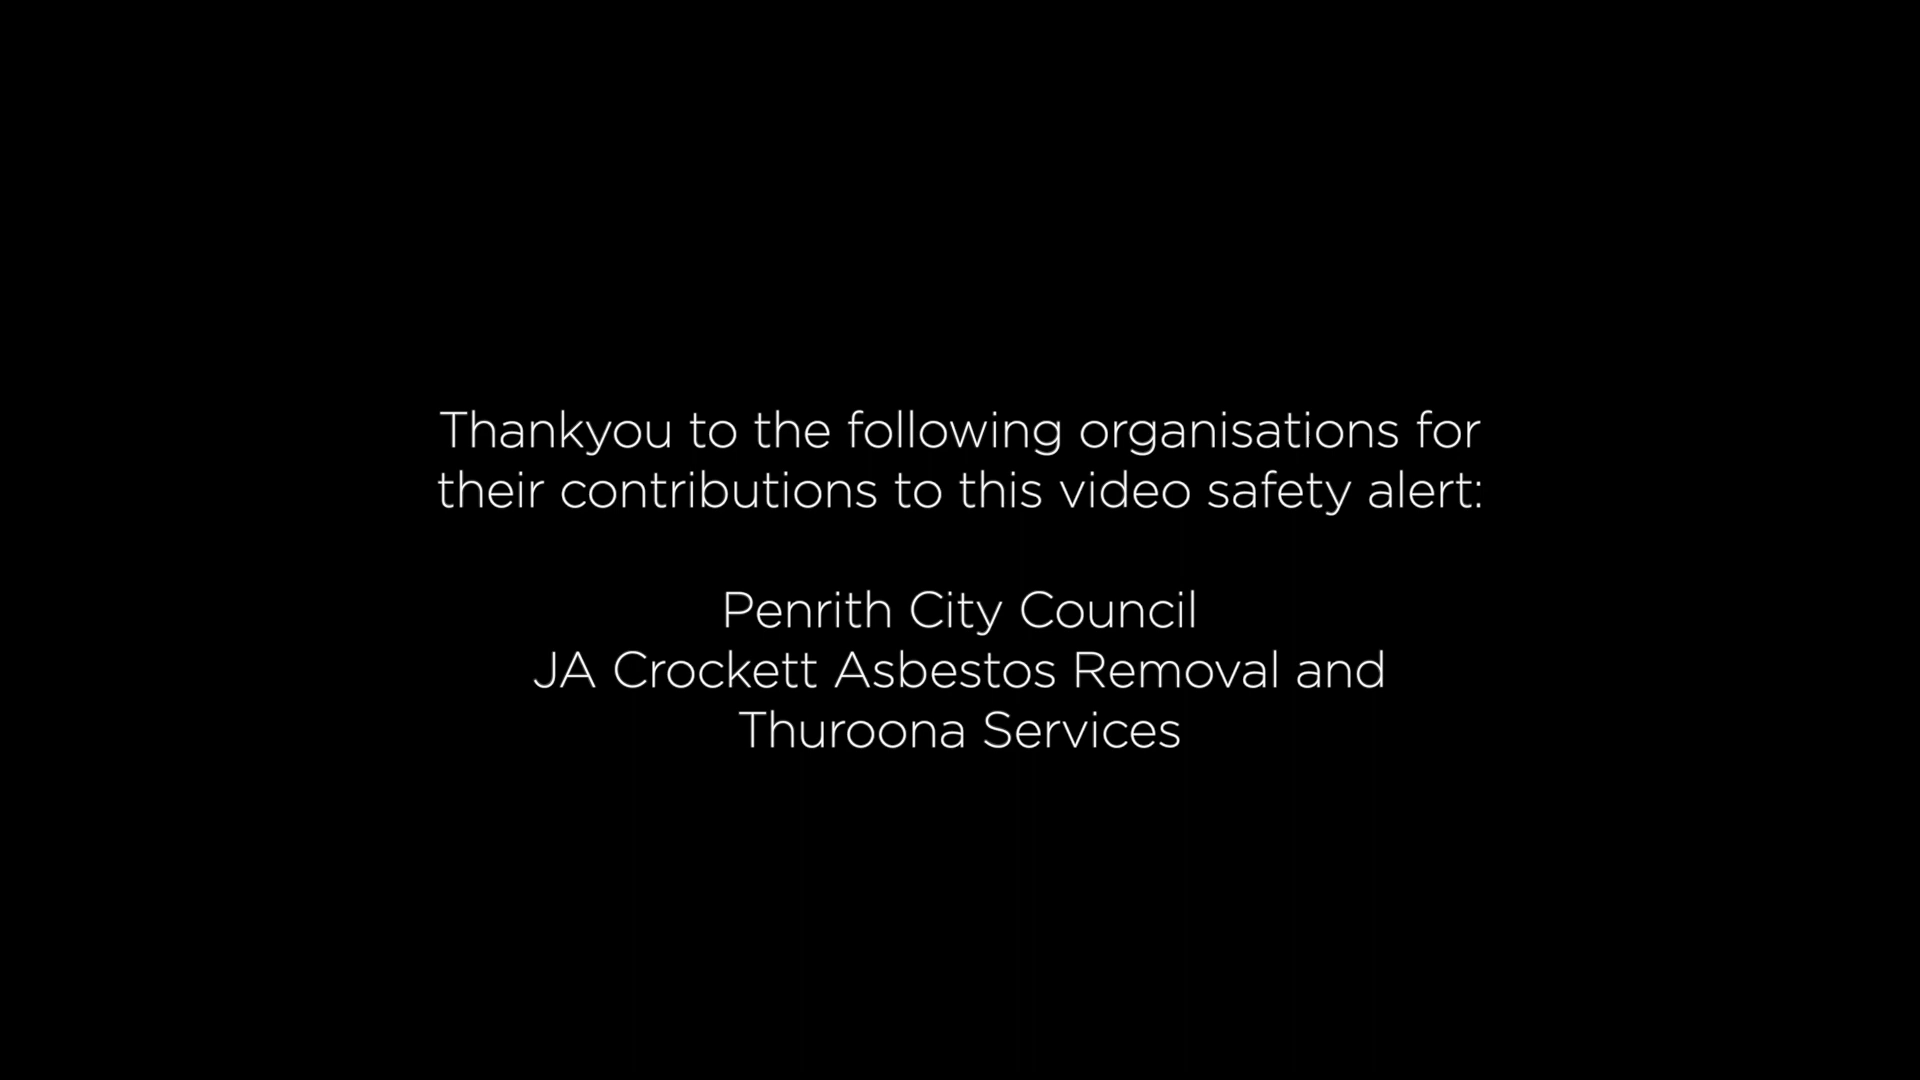 Thankyou to the following organisations for
their contributions to this video safety alert:
Penrith City Council
JA Crockett Asbestos Removal and
Thuroona Services